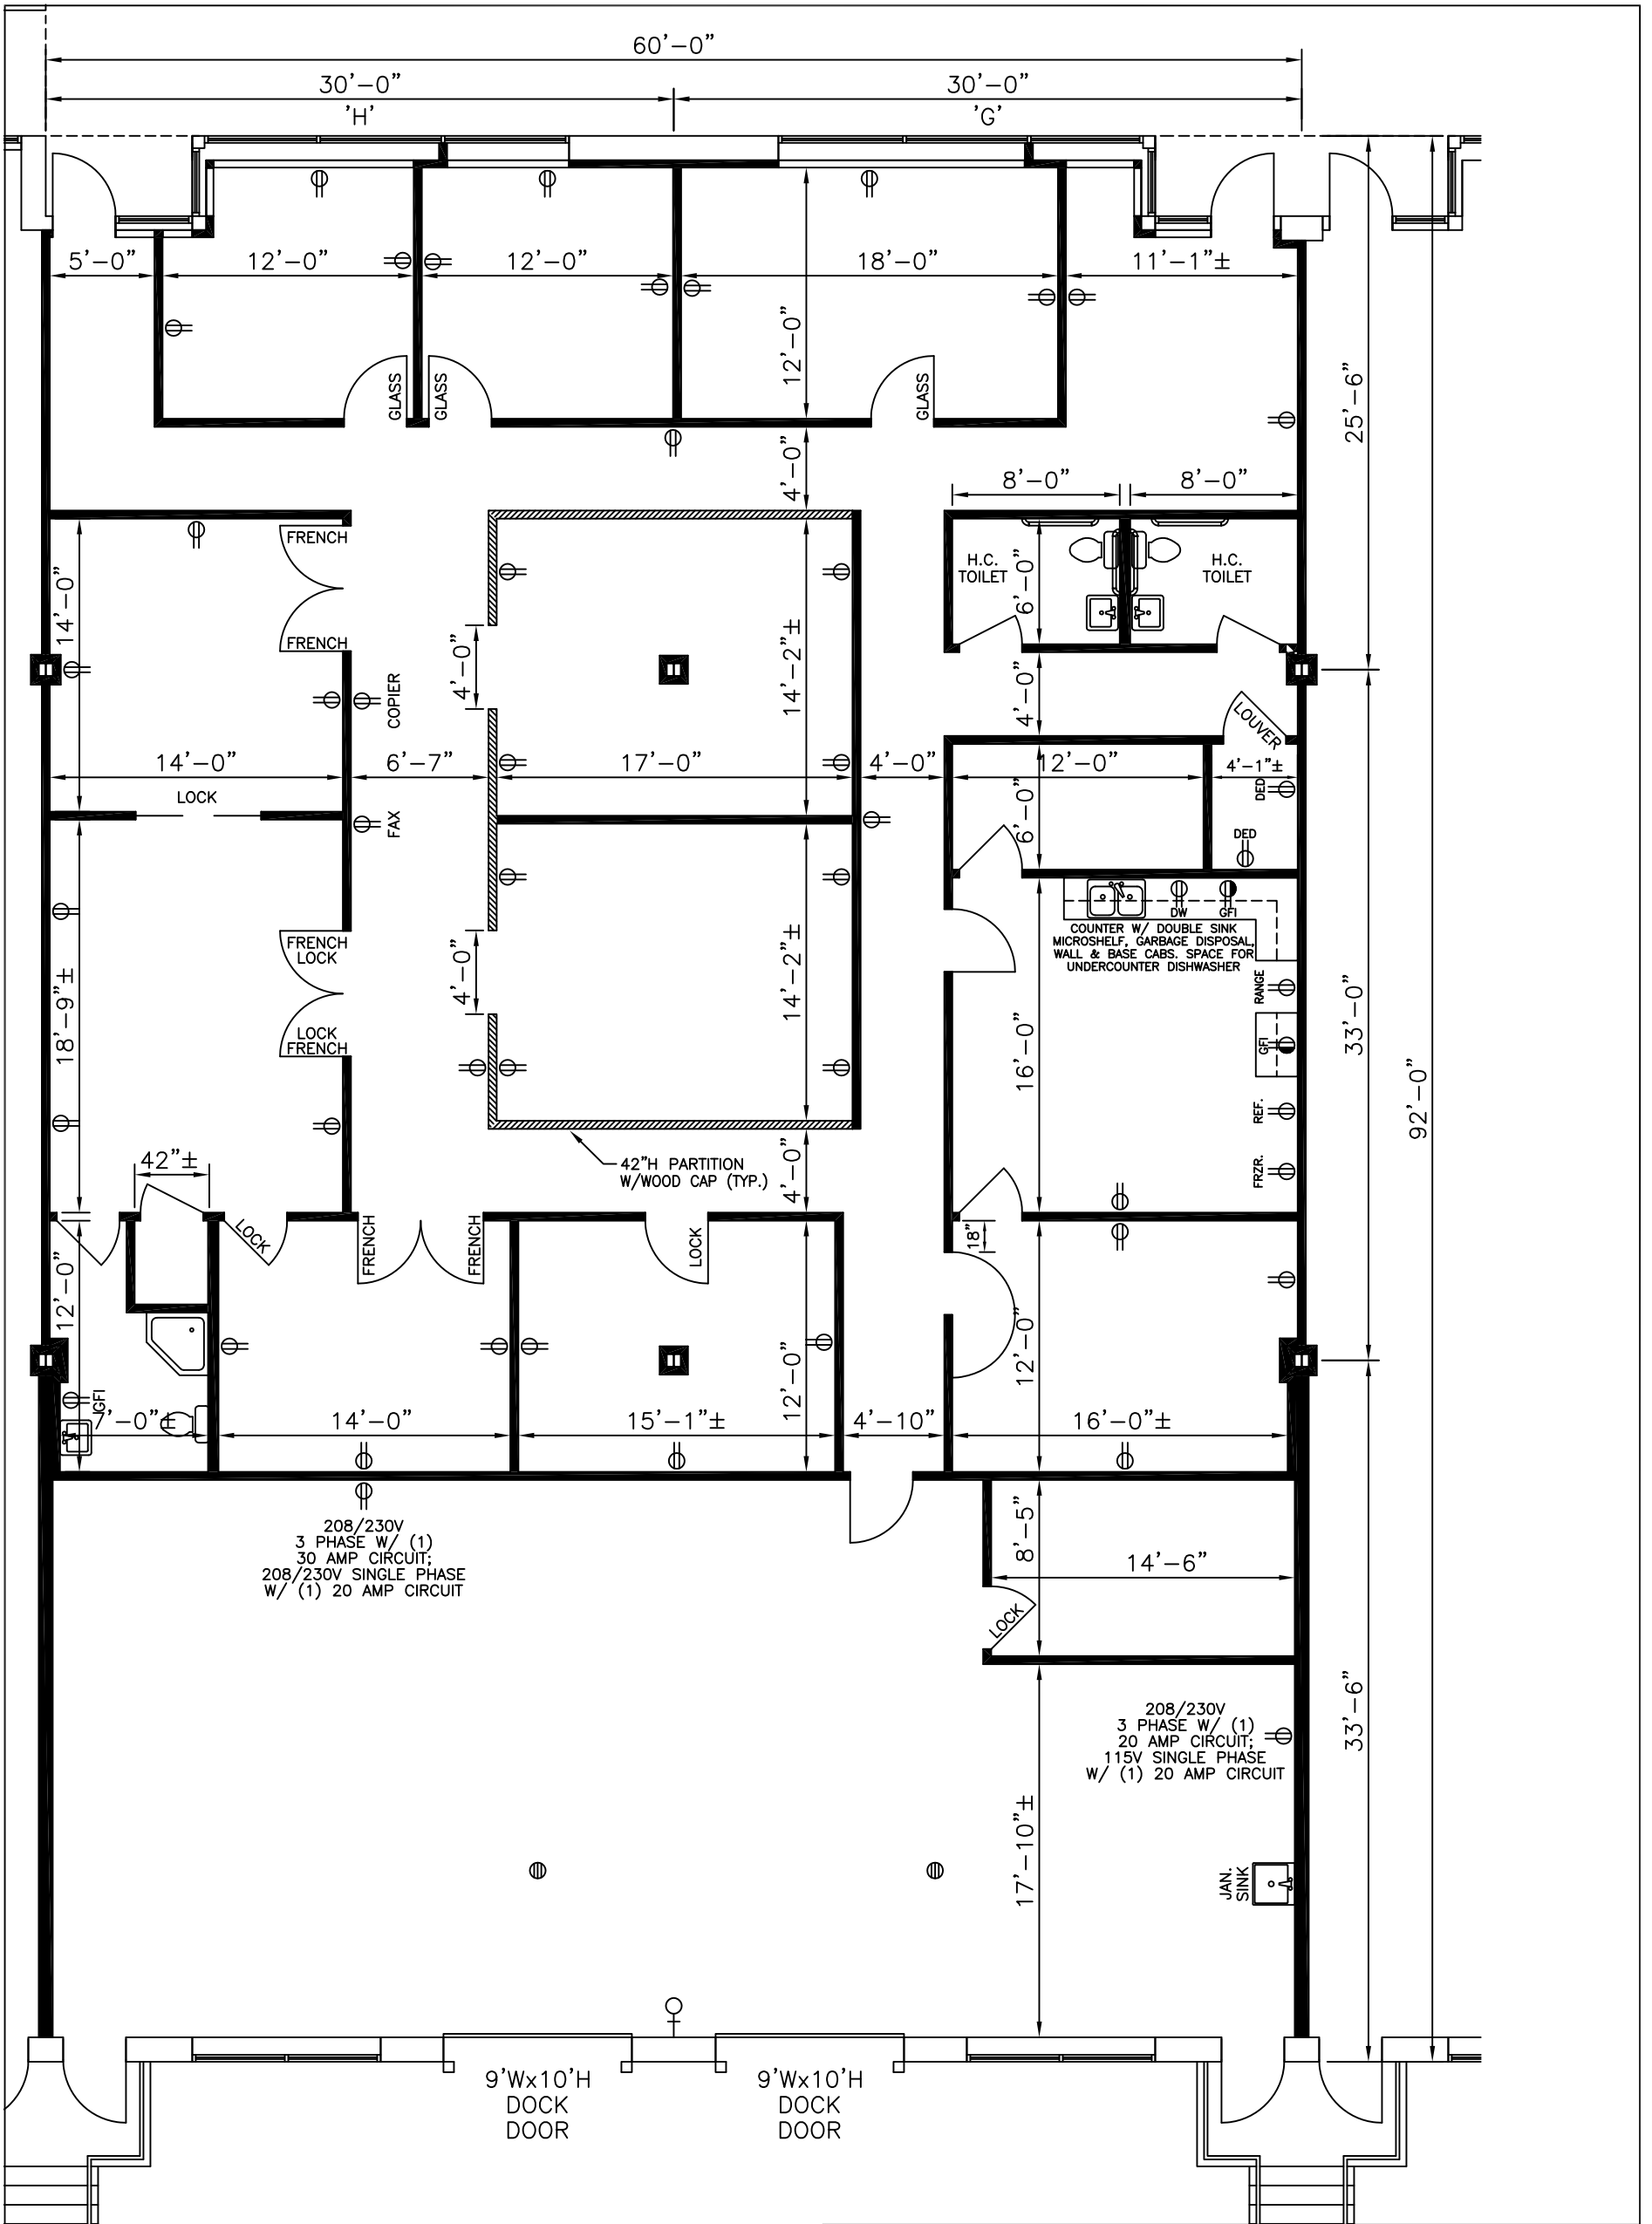 60'-0"
30'-0"
30'-0"
'H'
'G'
5'-0"
12'-0"
12'-0"
18'-0"
11'-1"±
12'-0"
GLASS
GLASS
GLASS
25'-6"
4'-0"
8'-0"
8'-0"
FRENCH
FRENCH
14'-0"
H.C.
TOILET
6'-0"
H.C.
TOILET
4'-0"
14'-2"±
COPIER
4'-0"
LOUVER
14'-0"
6'-7"
17'-0"
4'-0"
12'-0"
4'-1"±
LOCK
6'-0"
DED
DED
FAX
DW
GFI
COUNTER W/ DOUBLE SINK
MICROSHELF, GARBAGE DISPOSAL,
WALL & BASE CABS. SPACE FOR
UNDERCOUNTER DISHWASHER
FRENCH
LOCK
LOCK
FRENCH
18'-9"±
4'-0"
14'-2"±
16'-0"
RANGE
GFI
REF.
FRZR.
33'-0"
92'-0"
42"±
42"H PARTITION
W/WOOD CAP (TYP.)
4'-0"
LOCK
FRENCH
FRENCH
LOCK
18"
12'-0"
12'-0"
12'-0"
GFI
7'-0"±
14'-0"
15'-1"±
4'-10"
16'-0"±
208/230V
3 PHASE W/ (1)
30 AMP CIRCUIT;
208/230V SINGLE PHASE
W/ (1) 20 AMP CIRCUIT
8'-5"
14'-6"
LOCK
33'-6"
208/230V
3 PHASE W/ (1)
20 AMP CIRCUIT;
115V SINGLE PHASE
W/ (1) 20 AMP CIRCUIT
17'-10"±
JAN.
SINK
9'Wx10'H
DOCK
DOOR
9'Wx10'H
DOCK
DOOR